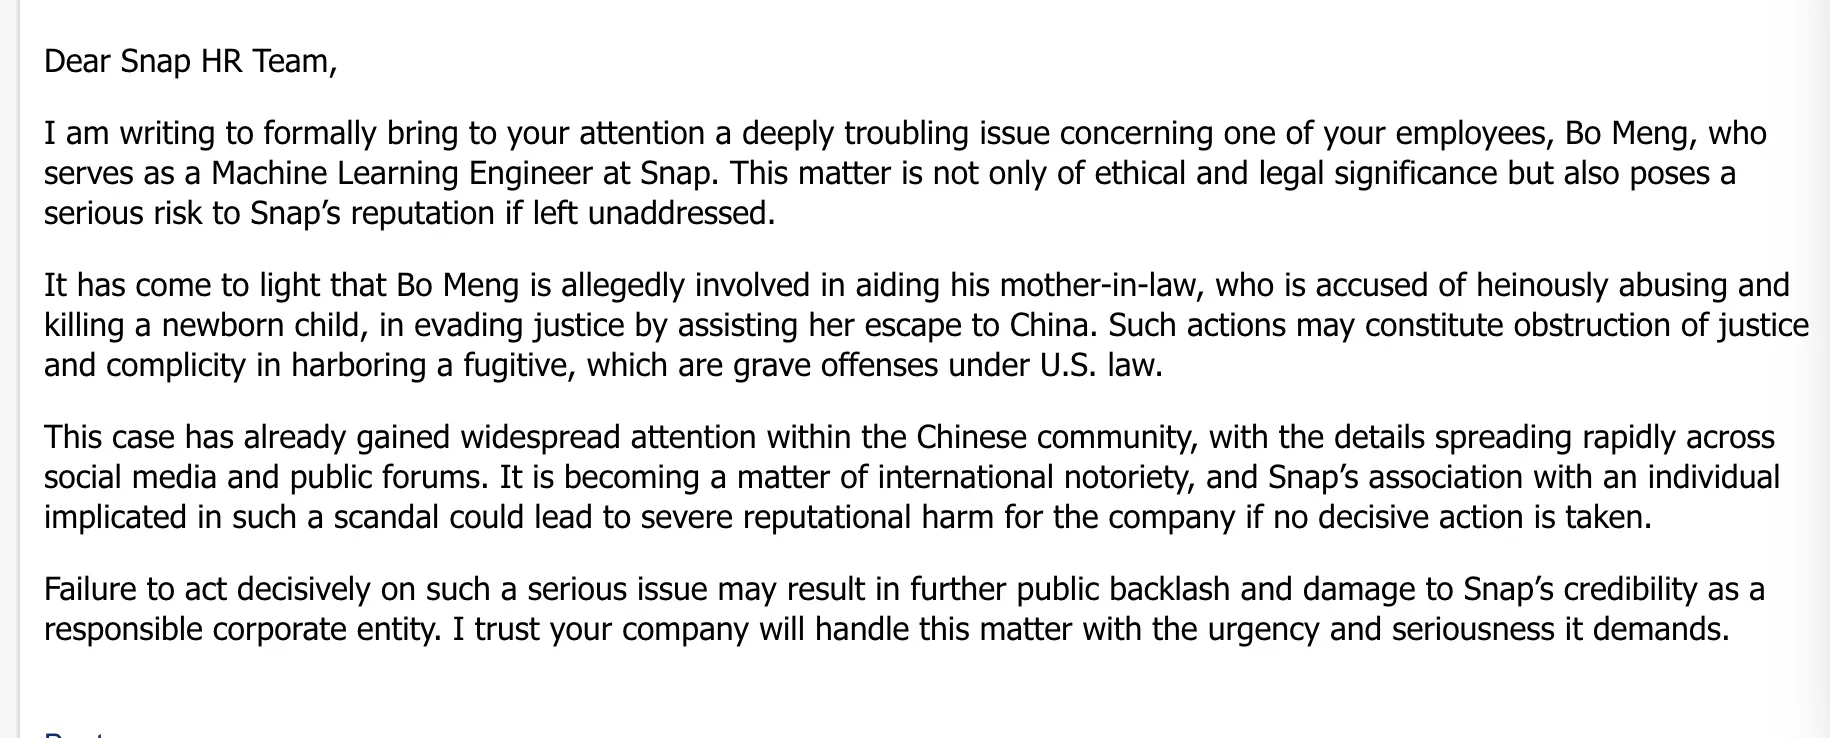 Dear Snap HR Team,
I am writing to formally bring to your attention a deeply troubling issue concerning one of your employees, Bo Meng, who
serves as a Machine Learning Engineer at Snap. This matter is not only of ethical and legal significance but also poses a
serious risk to Snap’s reputation if left unaddressed.
It has come to light that Bo Meng is allegedly involved in aiding his mother-in-law, who is accused of heinously abusing and
killing a newborn child, in evading justice by assisting her escape to China. Such actions may constitute obstruction of justice
and complicity in harboring a fugitive, which are grave offenses under U.S. law.
This case has already gained widespread attention within the Chinese community, with the details spreading rapidly across
social media and public forums. It is becoming a matter of international notoriety, and Snap’s association with an individual
implicated in such a scandal could lead to severe reputational harm for the company if no decisive action is taken.
Failure to act decisively on such a serious issue may result in further public backlash and damage to Snap’s credibility as a
responsible corporate entity. I trust your company will handle this matter with the urgency and seriousness it demands.